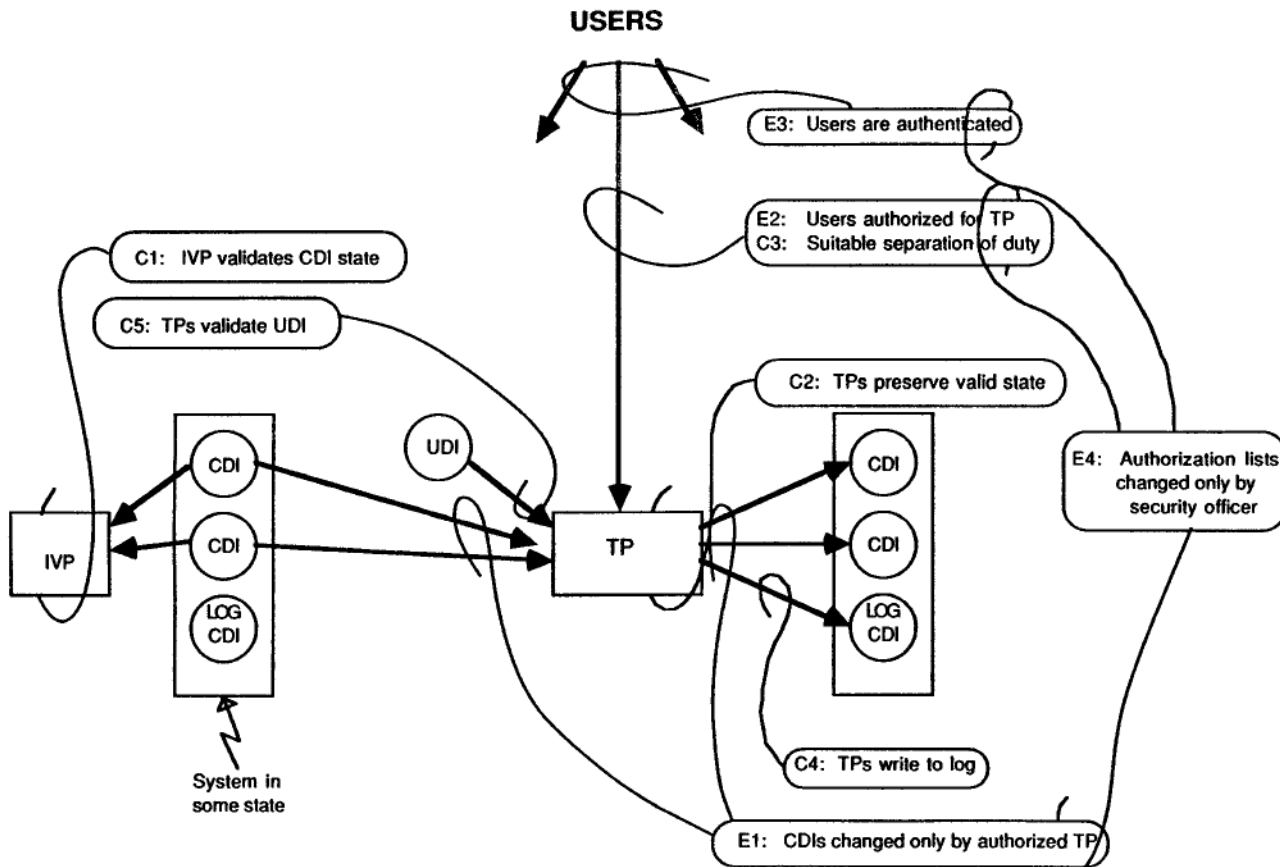 USERS
E3: Users are authenticated
E2: Users authorized for TP
C3: Suitable separation of duty
C1: IVP validates CDI state
C5: TPs validate UDI
C2: TPs preserve valid state
UDI
CDI
CDI
LOG
CDI
IVP
TP
CDI
CDI
LOG
CDI
E4: Authorization lists
changed only by
security officer
System in
some state
C4: TPs write to log
E1: CDIs changed only by authorized TP